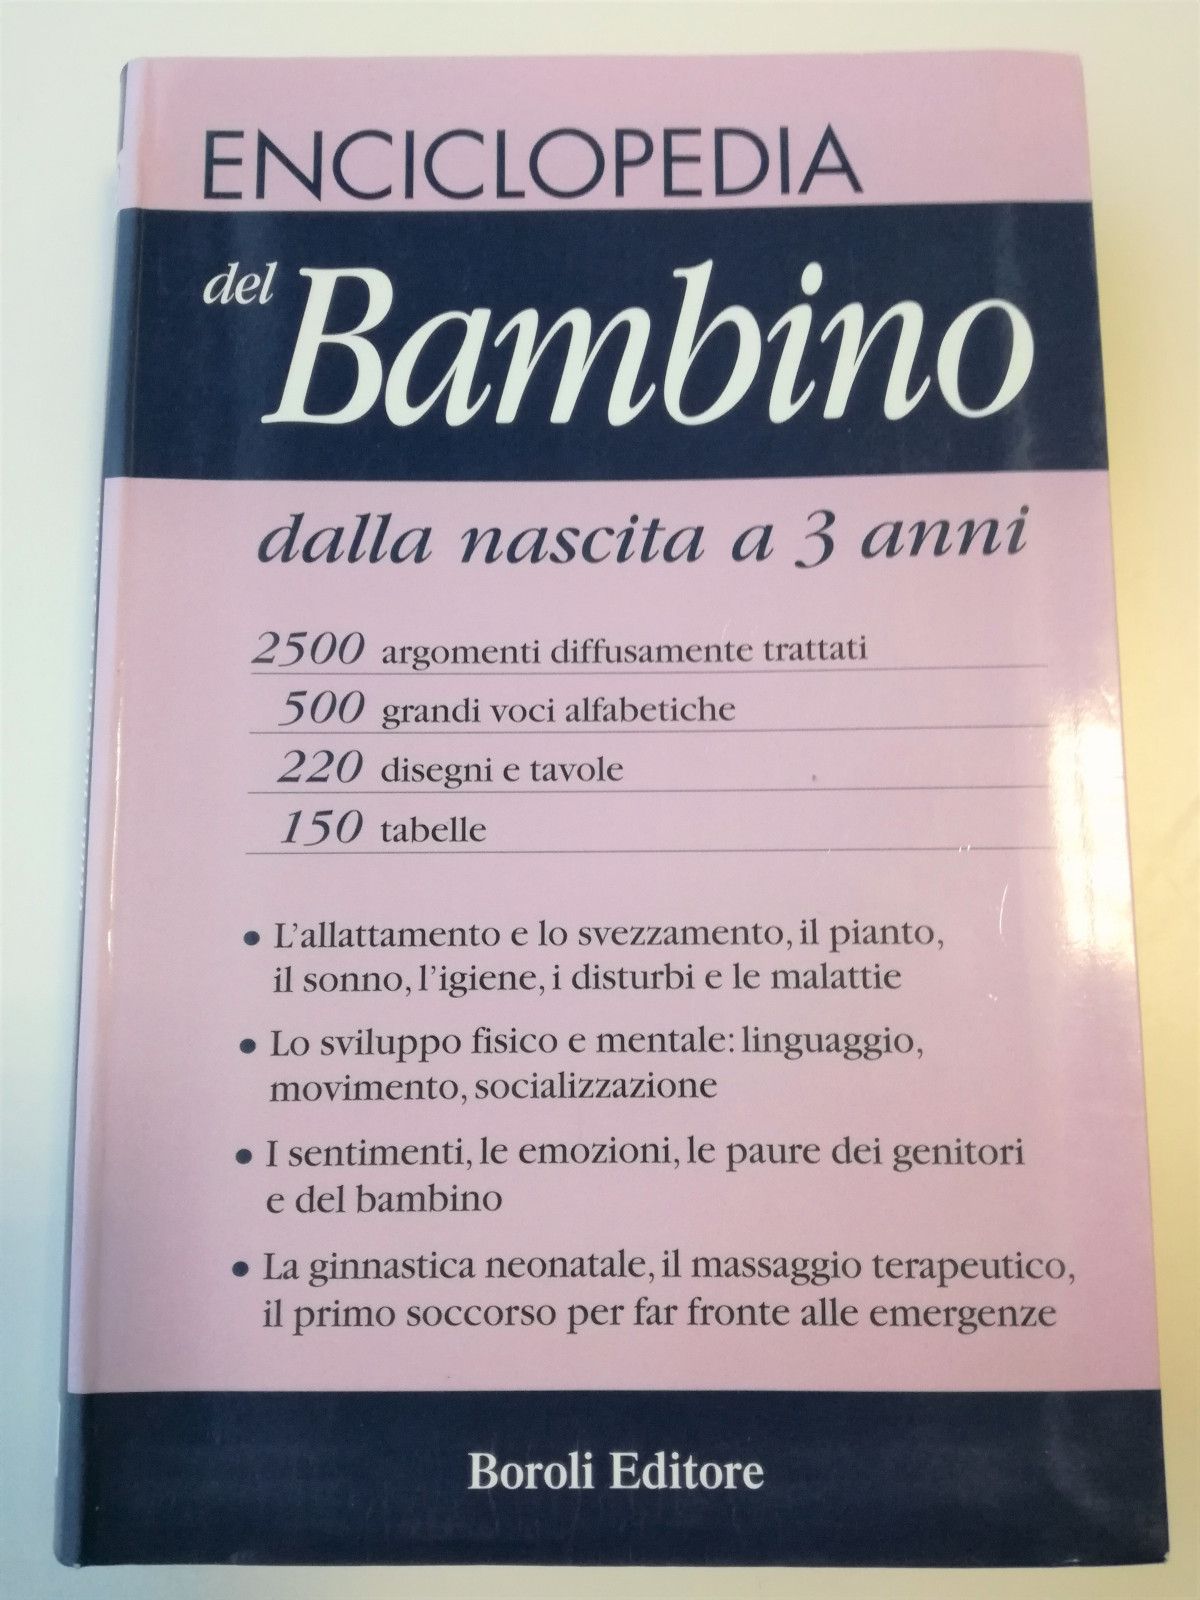 ENCICLOPEDIA
del Bambino
dalla nascita a 3 anni
2500 argomenti diffusamente trattati
500 grandi voci alfabetiche
220 disegni e tavole
150 tabelle
• L'allattamento e lo svezzamento, il pianto,
il sonno, l'igiene, i disturbi e le malattie
• Lo sviluppo fisico e mentale: linguaggio,
movimento, socializzazione
• I sentimenti, le emozioni, le paure dei genitori
e del bambino
• La ginnastica neonatale, il massaggio terapeutico,
il primo soccorso per far fronte alle emergenze
Boroli Editore